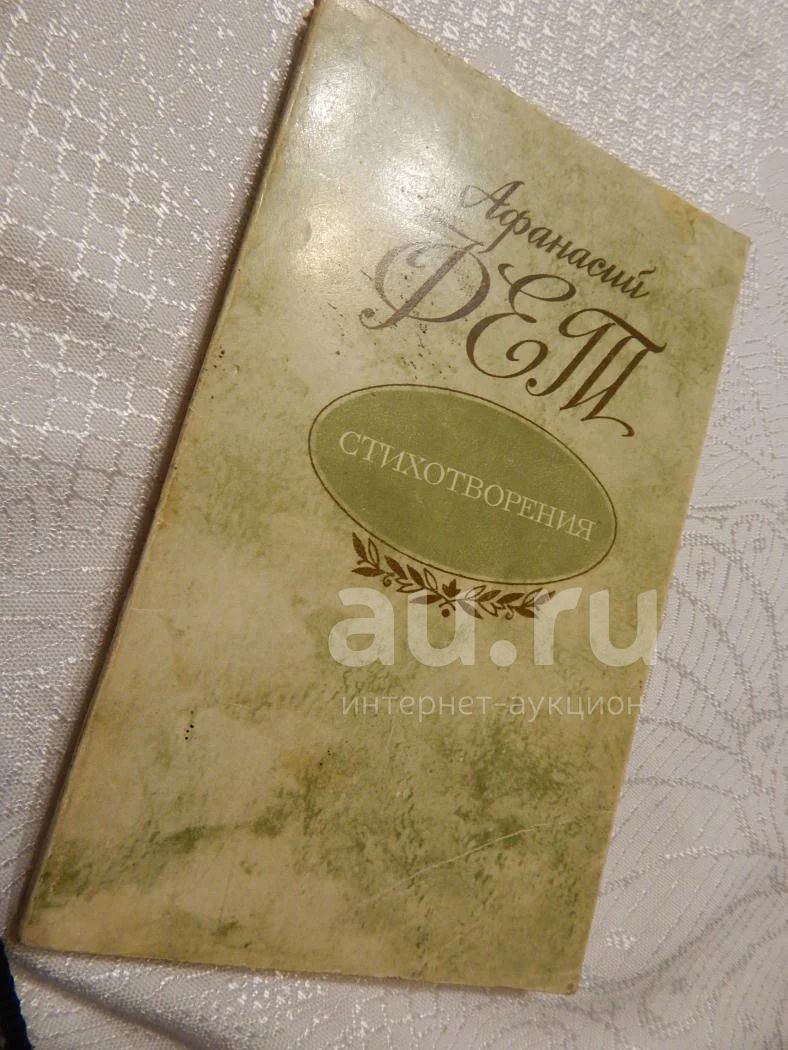 Афанасий
ФЕТ
СТИХОТВОРЕНИЯ
au.ru
интернет-аукцион